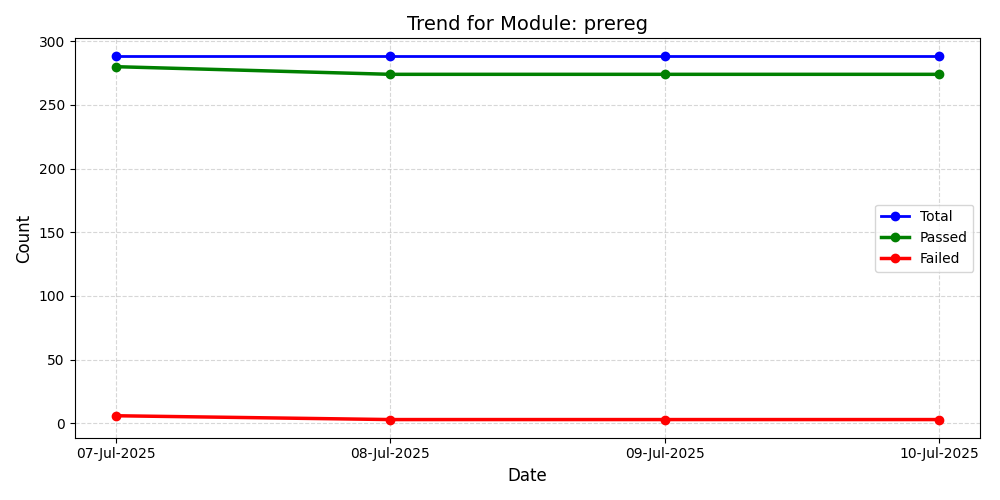 Trend for Module: prereg
300
250
200
150
100
50
0
Count
Total
Passed
Failed
07-Jul-2025
08-Jul-2025
09-Jul-2025
10-Jul-2025
Date